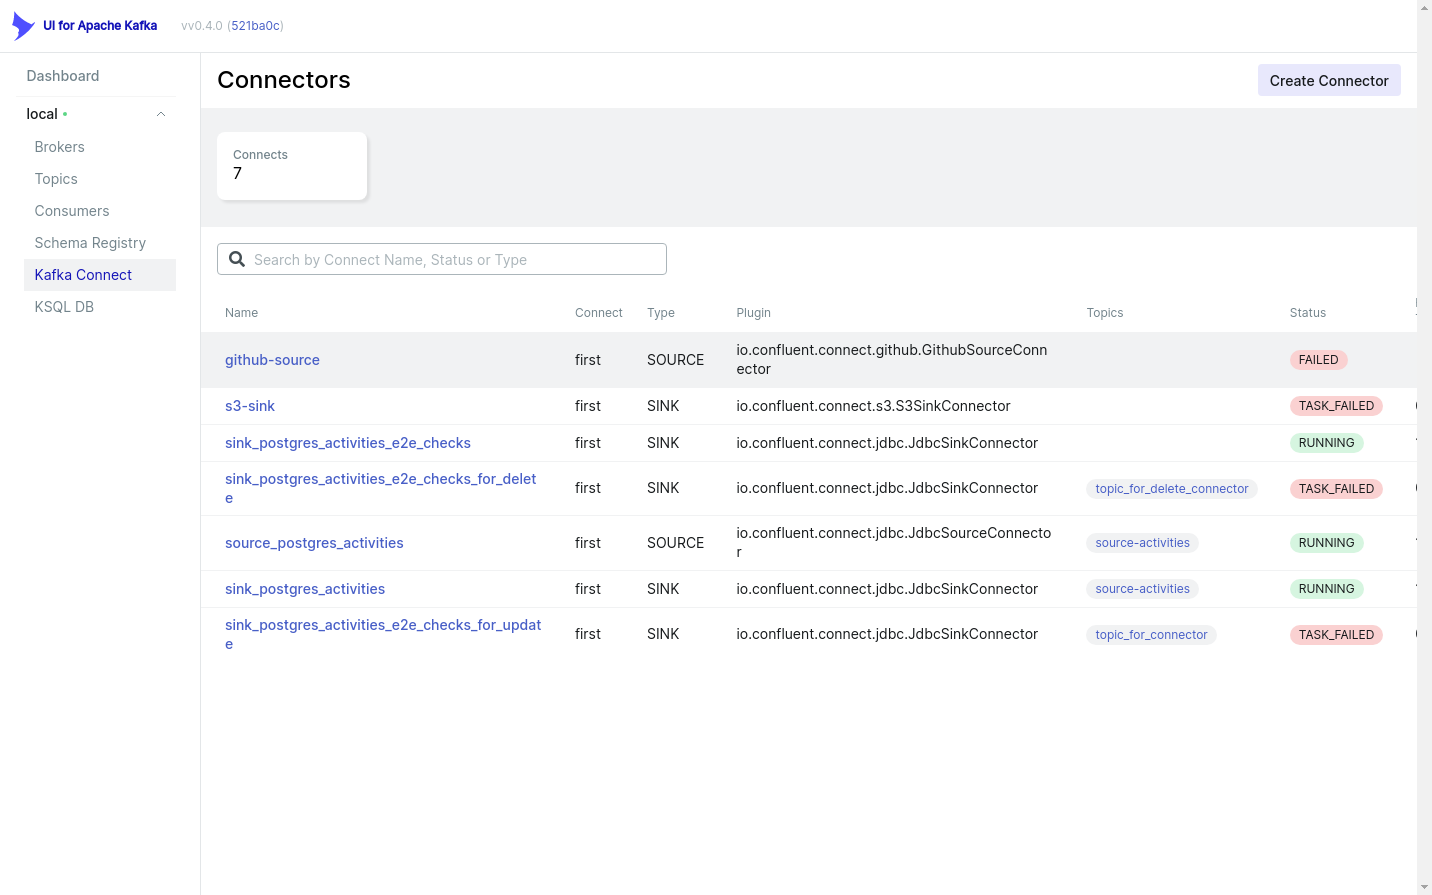 UI for Apache Kafka vv0.4.0 (521ba0c)
Dashboard
local
Brokers
Topics
Consumers
Schema Registry
Kafka Connect
KSQL DB
Connectors
Create Connector
Connects
7
Search by Connect Name, Status or Type
Name Connect Type Plugin Topics Status
github-source first SOURCE io.confluent.connect.github.GithubSourceConn
ector FAILED
s3-sink first SINK io.confluent.connect.s3.S3SinkConnector TASK_FAILED
sink_postgres_activities_e2e_checks first SINK io.confluent.connect.jdbc.JdbcSinkConnector RUNNING
sink_postgres_activities_e2e_checks_for_delet
e first SINK io.confluent.connect.jdbc.JdbcSinkConnector topic_for_delete_connector TASK_FAILED
source_postgres_activities first SOURCE io.confluent.connect.jdbc.JdbcSourceConnecto
r source-activities RUNNING
sink_postgres_activities first SINK io.confluent.connect.jdbc.JdbcSinkConnector source-activities RUNNING
sink_postgres_activities_e2e_checks_for_updat
e first SINK io.confluent.connect.jdbc.JdbcSinkConnector topic_for_connector TASK_FAILED